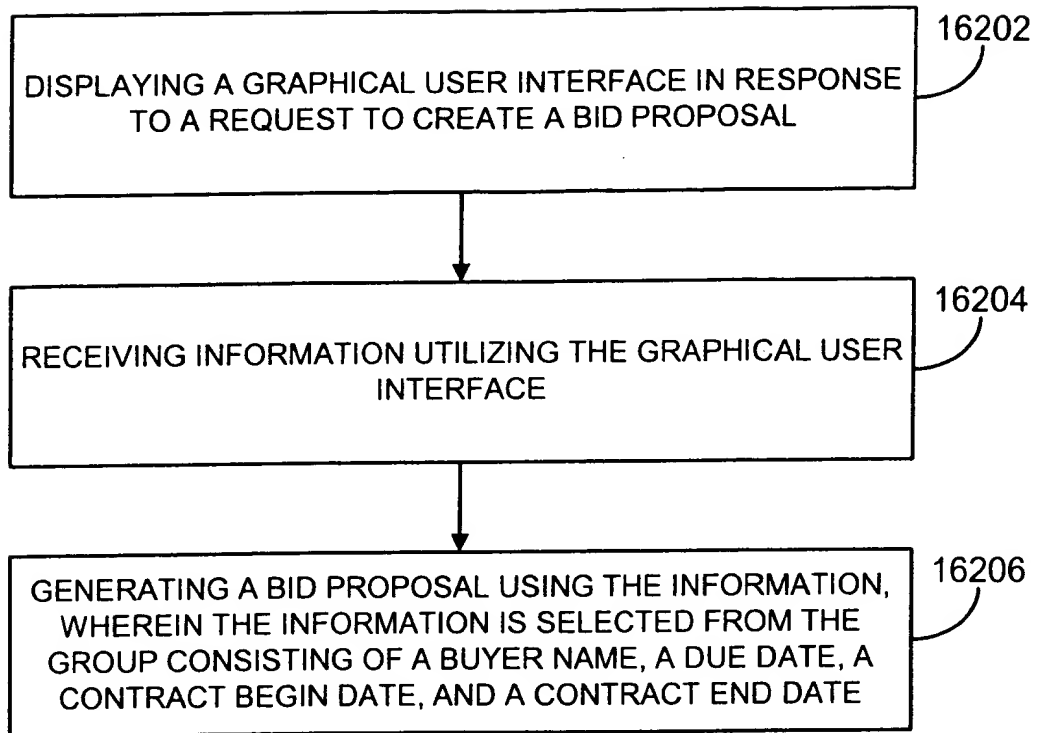 16202
DISPLAYING A GRAPHICAL USER INTERFACE IN RESPONSE
TO A REQUEST TO CREATE A BID PROPOSAL
16204
RECEIVING INFORMATION UTILIZING THE GRAPHICAL USER
INTERFACE
16206
GENERATING A BID PROPOSAL USING THE INFORMATION,
WHEREIN THE INFORMATION IS SELECTED FROM THE
GROUP CONSISTING OF A BUYER NAME, A DUE DATE, A
CONTRACT BEGIN DATE, AND A CONTRACT END DATE